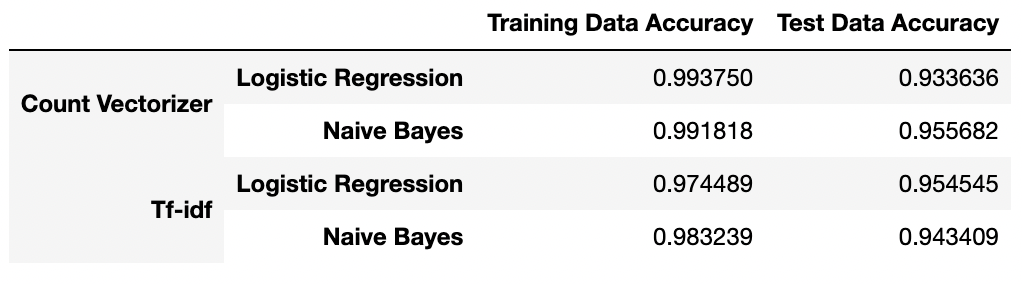 Training Data Accuracy Test Data Accuracy
Count Vectorizer Logistic Regression 0.993750 0.933636
Naive Bayes 0.991818 0.955682
Tf-idf Logistic Regression 0.974489 0.954545
Naive Bayes 0.983239 0.943409